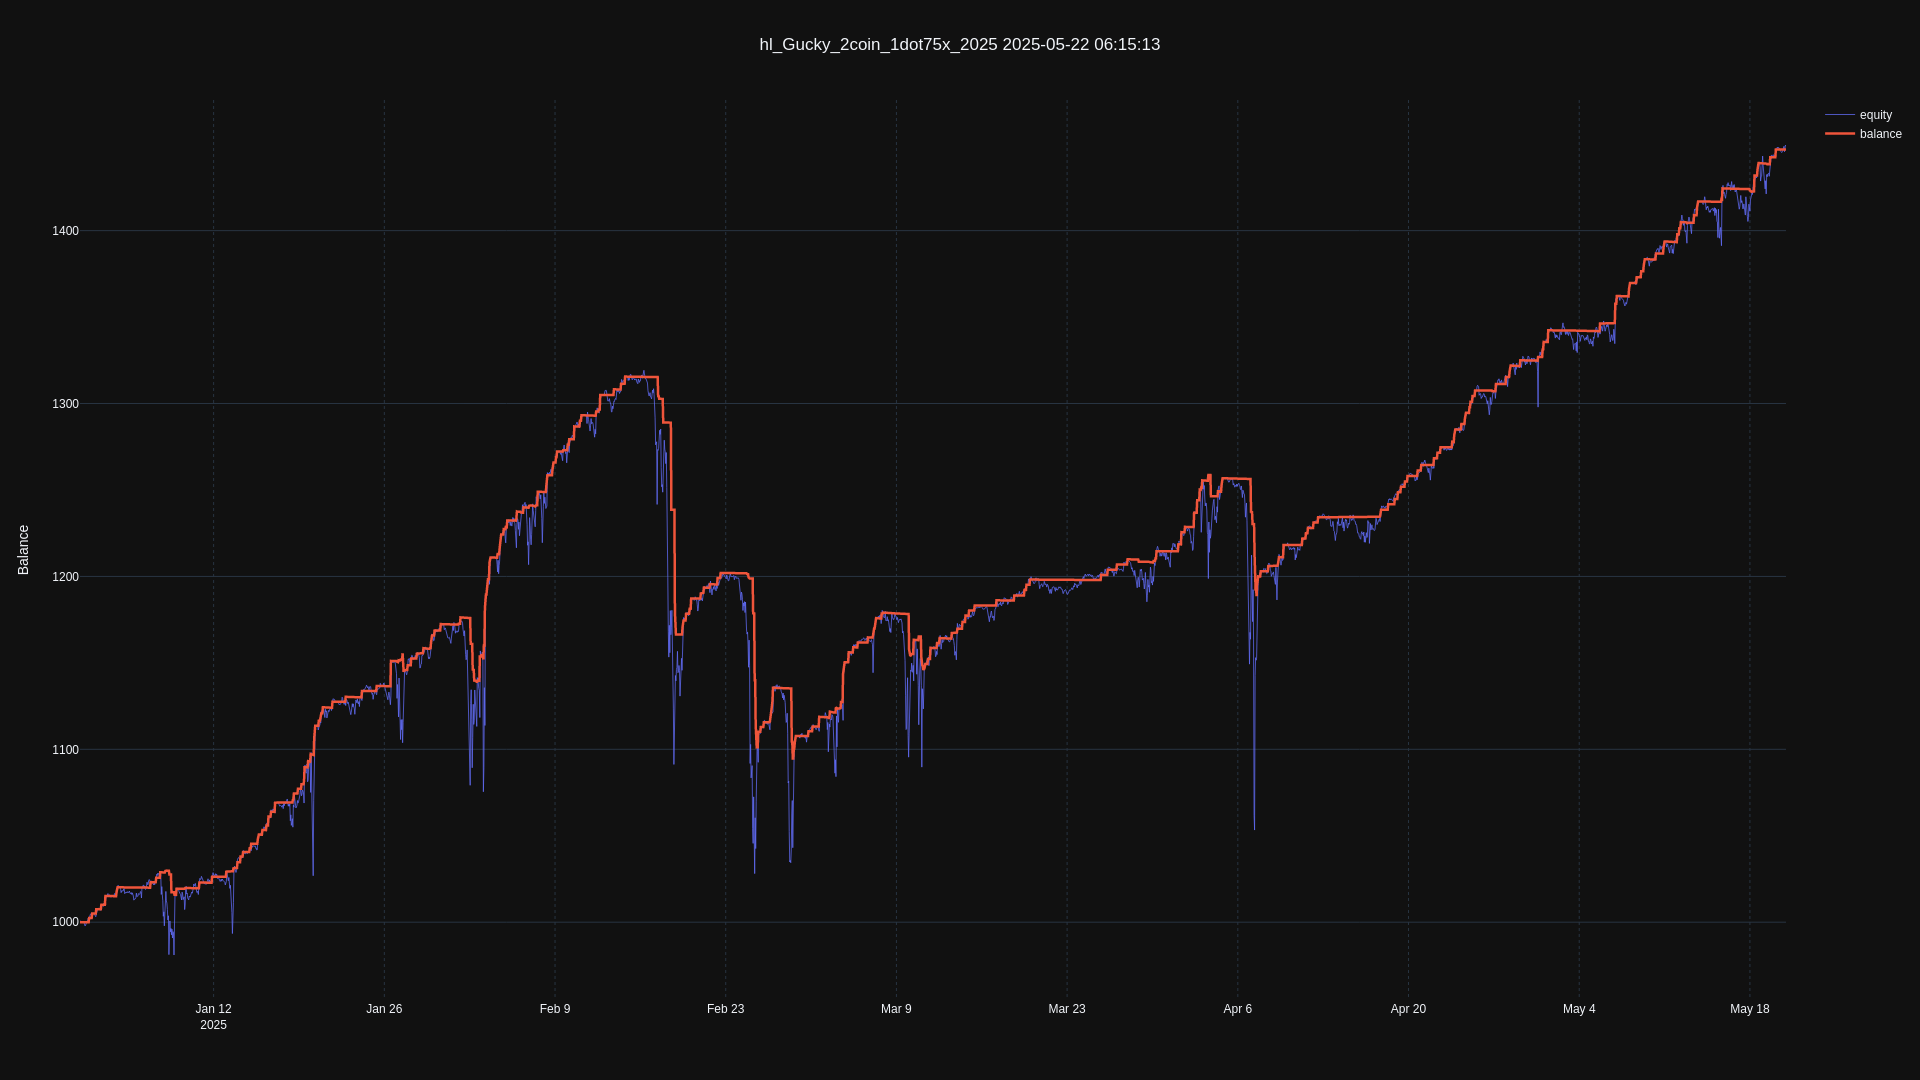 hl_Gucky_2coin_1dot75x_2025 2025-05-22 06:15:13
equity
balance
Balance
1400
1300
1200
1100
1000
Jan 12
2025
Jan 26
Feb 9
Feb 23
Mar 9
Mar 23
Apr 6
Apr 20
May 4
May 18